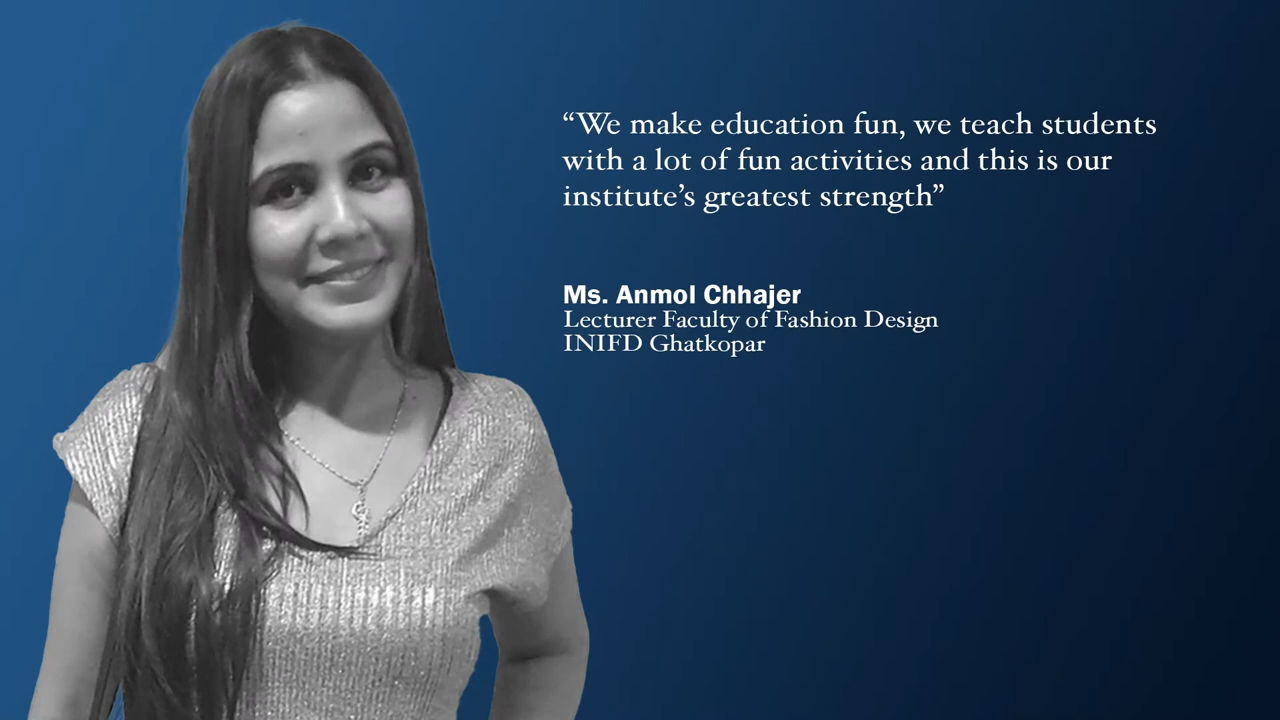 “We make education fun, we teach students
with a lot of fun activities and this is our
institute’s greatest strength”
Ms. Anmol Chhajer
Lecturer Faculty of Fashion Design
INIFD Ghatkopar